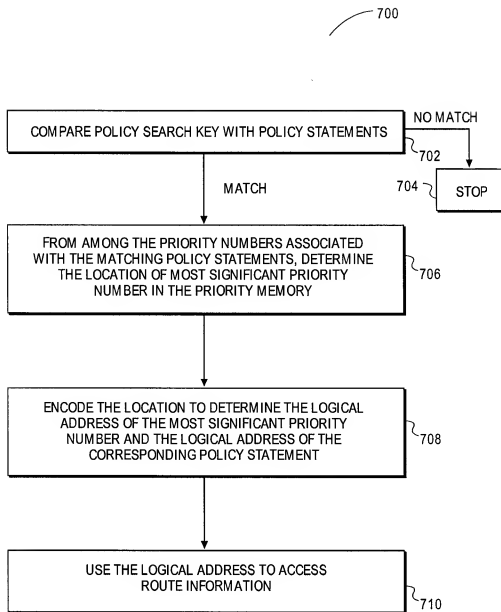 700
COMPARE POLICY SEARCH KEY WITH POLICY STATEMENTS
NO MATCH
702
704
STOP
MATCH
FROM AMONG THE PRIORITY NUMBERS ASSOCIATED
WITH THE MATCHING POLICY STATEMENTS, DETERMINE
THE LOCATION OF MOST SIGNIFICANT PRIORITY
NUMBER IN THE PRIORITY MEMORY
706
ENCODE THE LOCATION TO DETERMINE THE LOGICAL
ADDRESS OF THE MOST SIGNIFICANT PRIORITY
NUMBER AND THE LOGICAL ADDRESS OF THE
CORRESPONDING POLICY STATEMENT
708
USE THE LOGICAL ADDRESS TO ACCESS
ROUTE INFORMATION
710